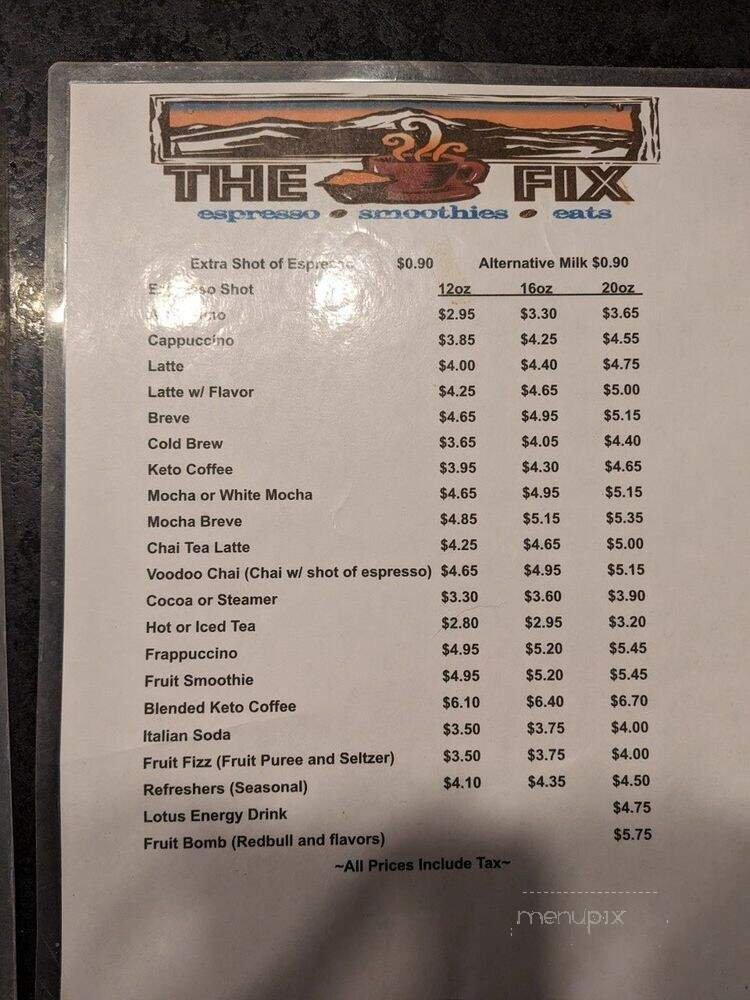 THE FIX
espresso smoothies eats
Extra Shot of $0.90 Alternative Milk $0.90
Shot 12oz 16oz 20oz
$2.95 $3.30 $3.65
Cappuccino $3.85 $4.25 $4.55
Latte $4.00 $4.40 $4.75
Latte w/ Flavor $4.25 $4.65 $5.00
Breve $4.65 $4.95 $5.15
Cold Brew $3.65 $4.05 $4.40
Keto Coffee $3.95 $4.30 $4.65
Mocha or White Mocha $4.65 $4.95 $5.15
Mocha Breve $4.85 $5.15 $5.35
Chai Tea Latte $4.25 $4.65 $5.00
Voodoo Chai (Chai w/ shot of espresso) $4.65 $4.95 $5.15
Cocoa or Steamer $3.30 $3.60 $3.90
Hot or Iced Tea $2.80 $2.95 $3.20
Frappuccino $4.95 $5.20 $5.45
Fruit Smoothie $4.95 $5.20 $5.45
Blended Keto Coffee $6.10 $6.40 $6.70
Italian Soda $3.50 $3.75 $4.00
Fruit Fizz (Fruit Puree and Seltzer) $3.50 $3.75 $4.00
Refreshers (Seasonal) $4.10 $4.35 $4.50
Lotus Energy Drink $4.75
Fruit Bomb (Redbull and flavors) $5.75
~All Prices Include Tax~
menupix